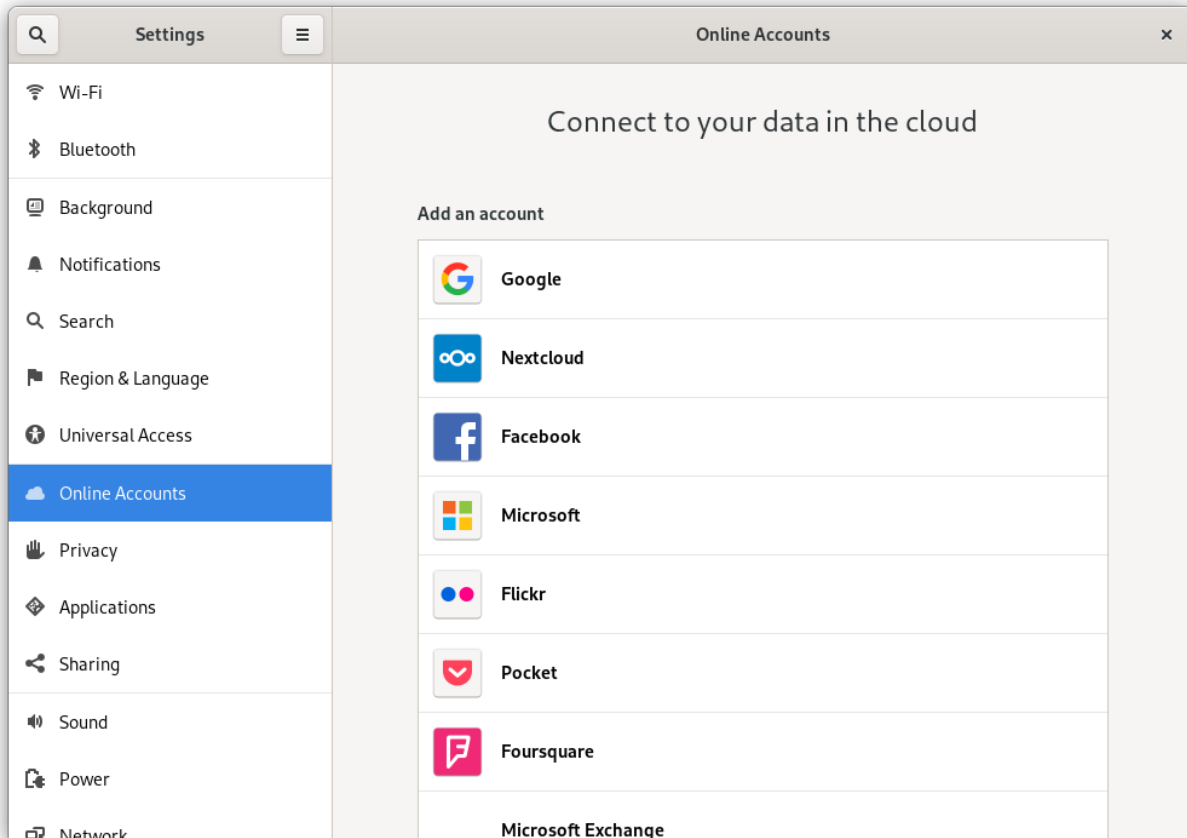 Settings
Online Accounts
Wi-Fi
Bluetooth
Background
Notifications
Search
Region & Language
Universal Access
Online Accounts
Privacy
Applications
Sharing
Sound
Power
Network
Connect to your data in the cloud
Add an account
Google
Nextcloud
Facebook
Microsoft
Flickr
Pocket
Foursquare
Microsoft Exchange